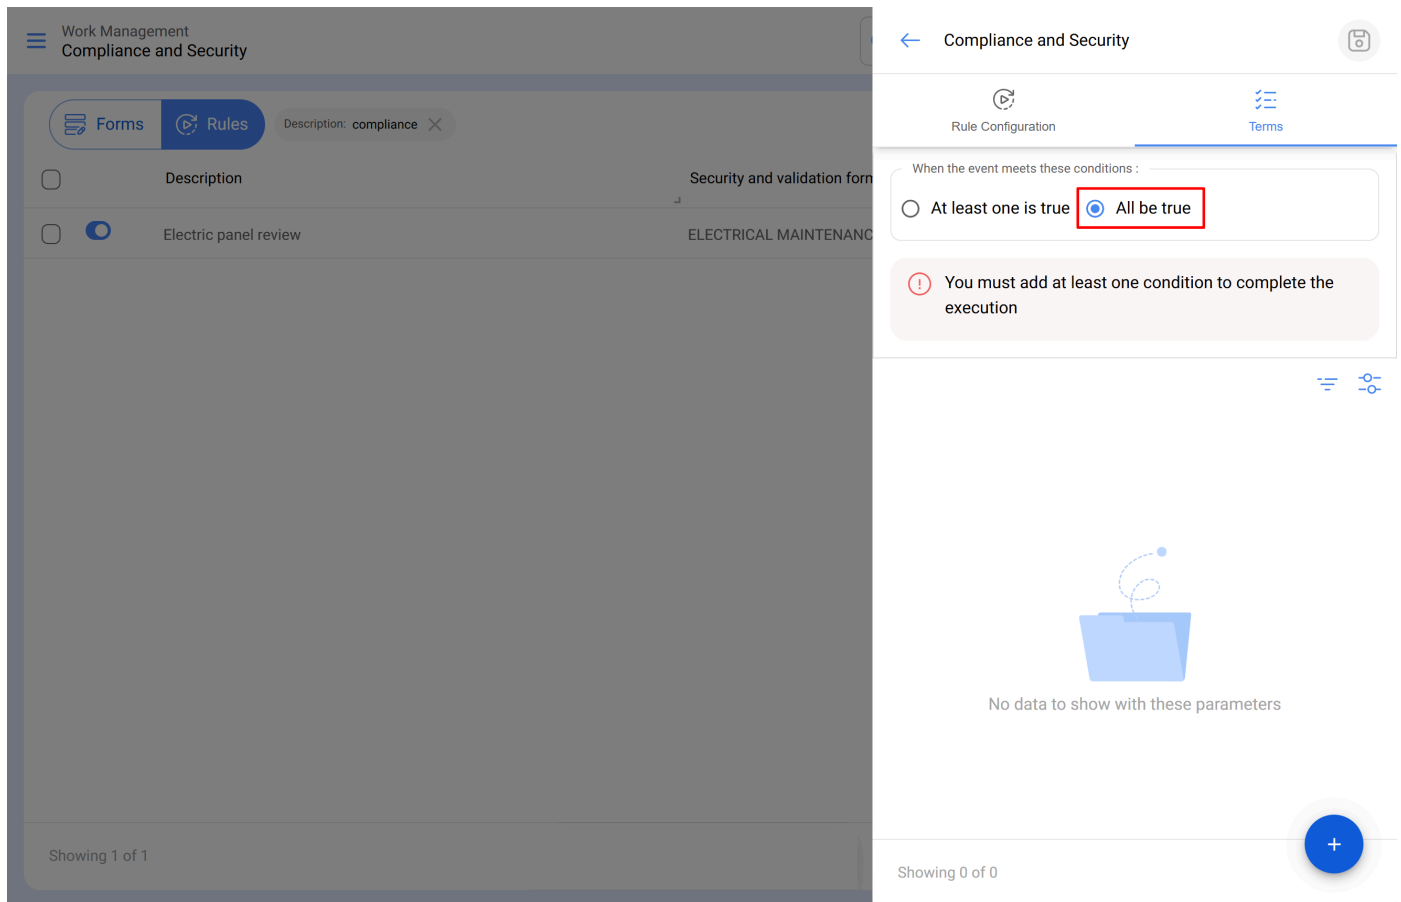 Work Management
Compliance and Security
Forms
Rules
Description: compliance
Description
Security and validation form
Electric panel review
ELECTRICAL MAINTENANC
Showing 1 of 1
Compliance and Security
Rule Configuration
Terms
When the event meets these conditions :
At least one is true
All be true
You must add at least one condition to complete the
execution
No data to show with these parameters
Showing 0 of 0